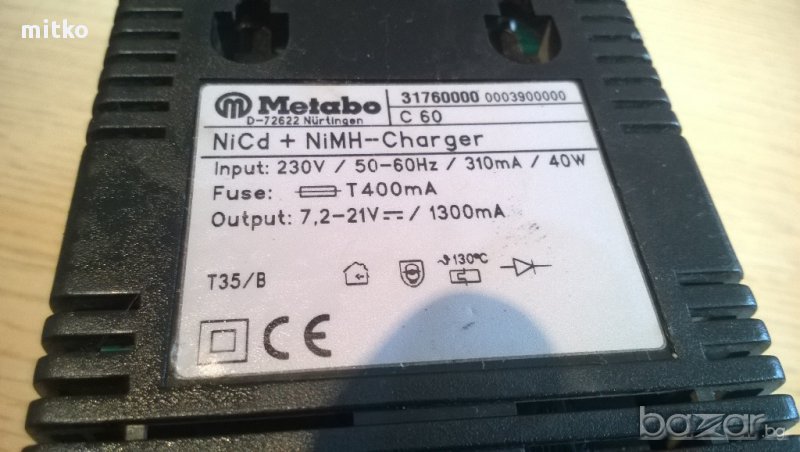 mitko
Metabo
D-72622 Nürtingen
31760000 0003900000
C 60
NiCd + NiMH-Charger
Input: 230V / 50-60Hz / 310mA / 40W
Fuse: T400mA
Output: 7,2-21V / 1300mA
130°C
T35/B
CE
bazar.bg